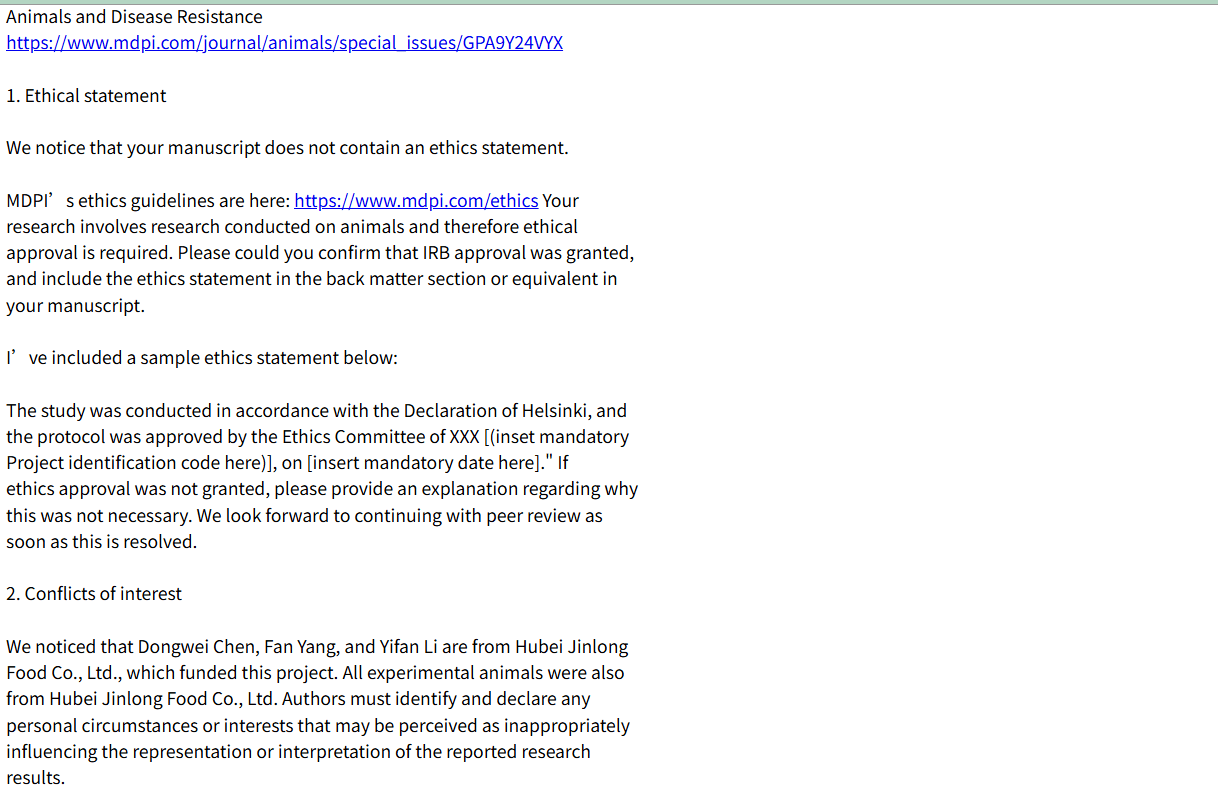 Animals and Disease Resistance
https://www.mdpi.com/journal/animals/special_issues/GPA9Y24VYX
1. Ethical statement
We notice that your manuscript does not contain an ethics statement.
MDPI’s ethics guidelines are here: https://www.mdpi.com/ethics Your
research involves research conducted on animals and therefore ethical
approval is required. Please could you confirm that IRB approval was granted,
and include the ethics statement in the back matter section or equivalent in
your manuscript.
I’ve included a sample ethics statement below:
The study was conducted in accordance with the Declaration of Helsinki, and
the protocol was approved by the Ethics Committee of XXX [(inset mandatory
Project identification code here)], on [insert mandatory date here]." If
ethics approval was not granted, please provide an explanation regarding why
this was not necessary. We look forward to continuing with peer review as
soon as this is resolved.
2. Conflicts of interest
We noticed that Dongwei Chen, Fan Yang, and Yifan Li are from Hubei Jinlong
Food Co., Ltd., which funded this project. All experimental animals were also
from Hubei Jinlong Food Co., Ltd. Authors must identify and declare any
personal circumstances or interests that may be perceived as inappropriately
influencing the representation or interpretation of the reported research
results.